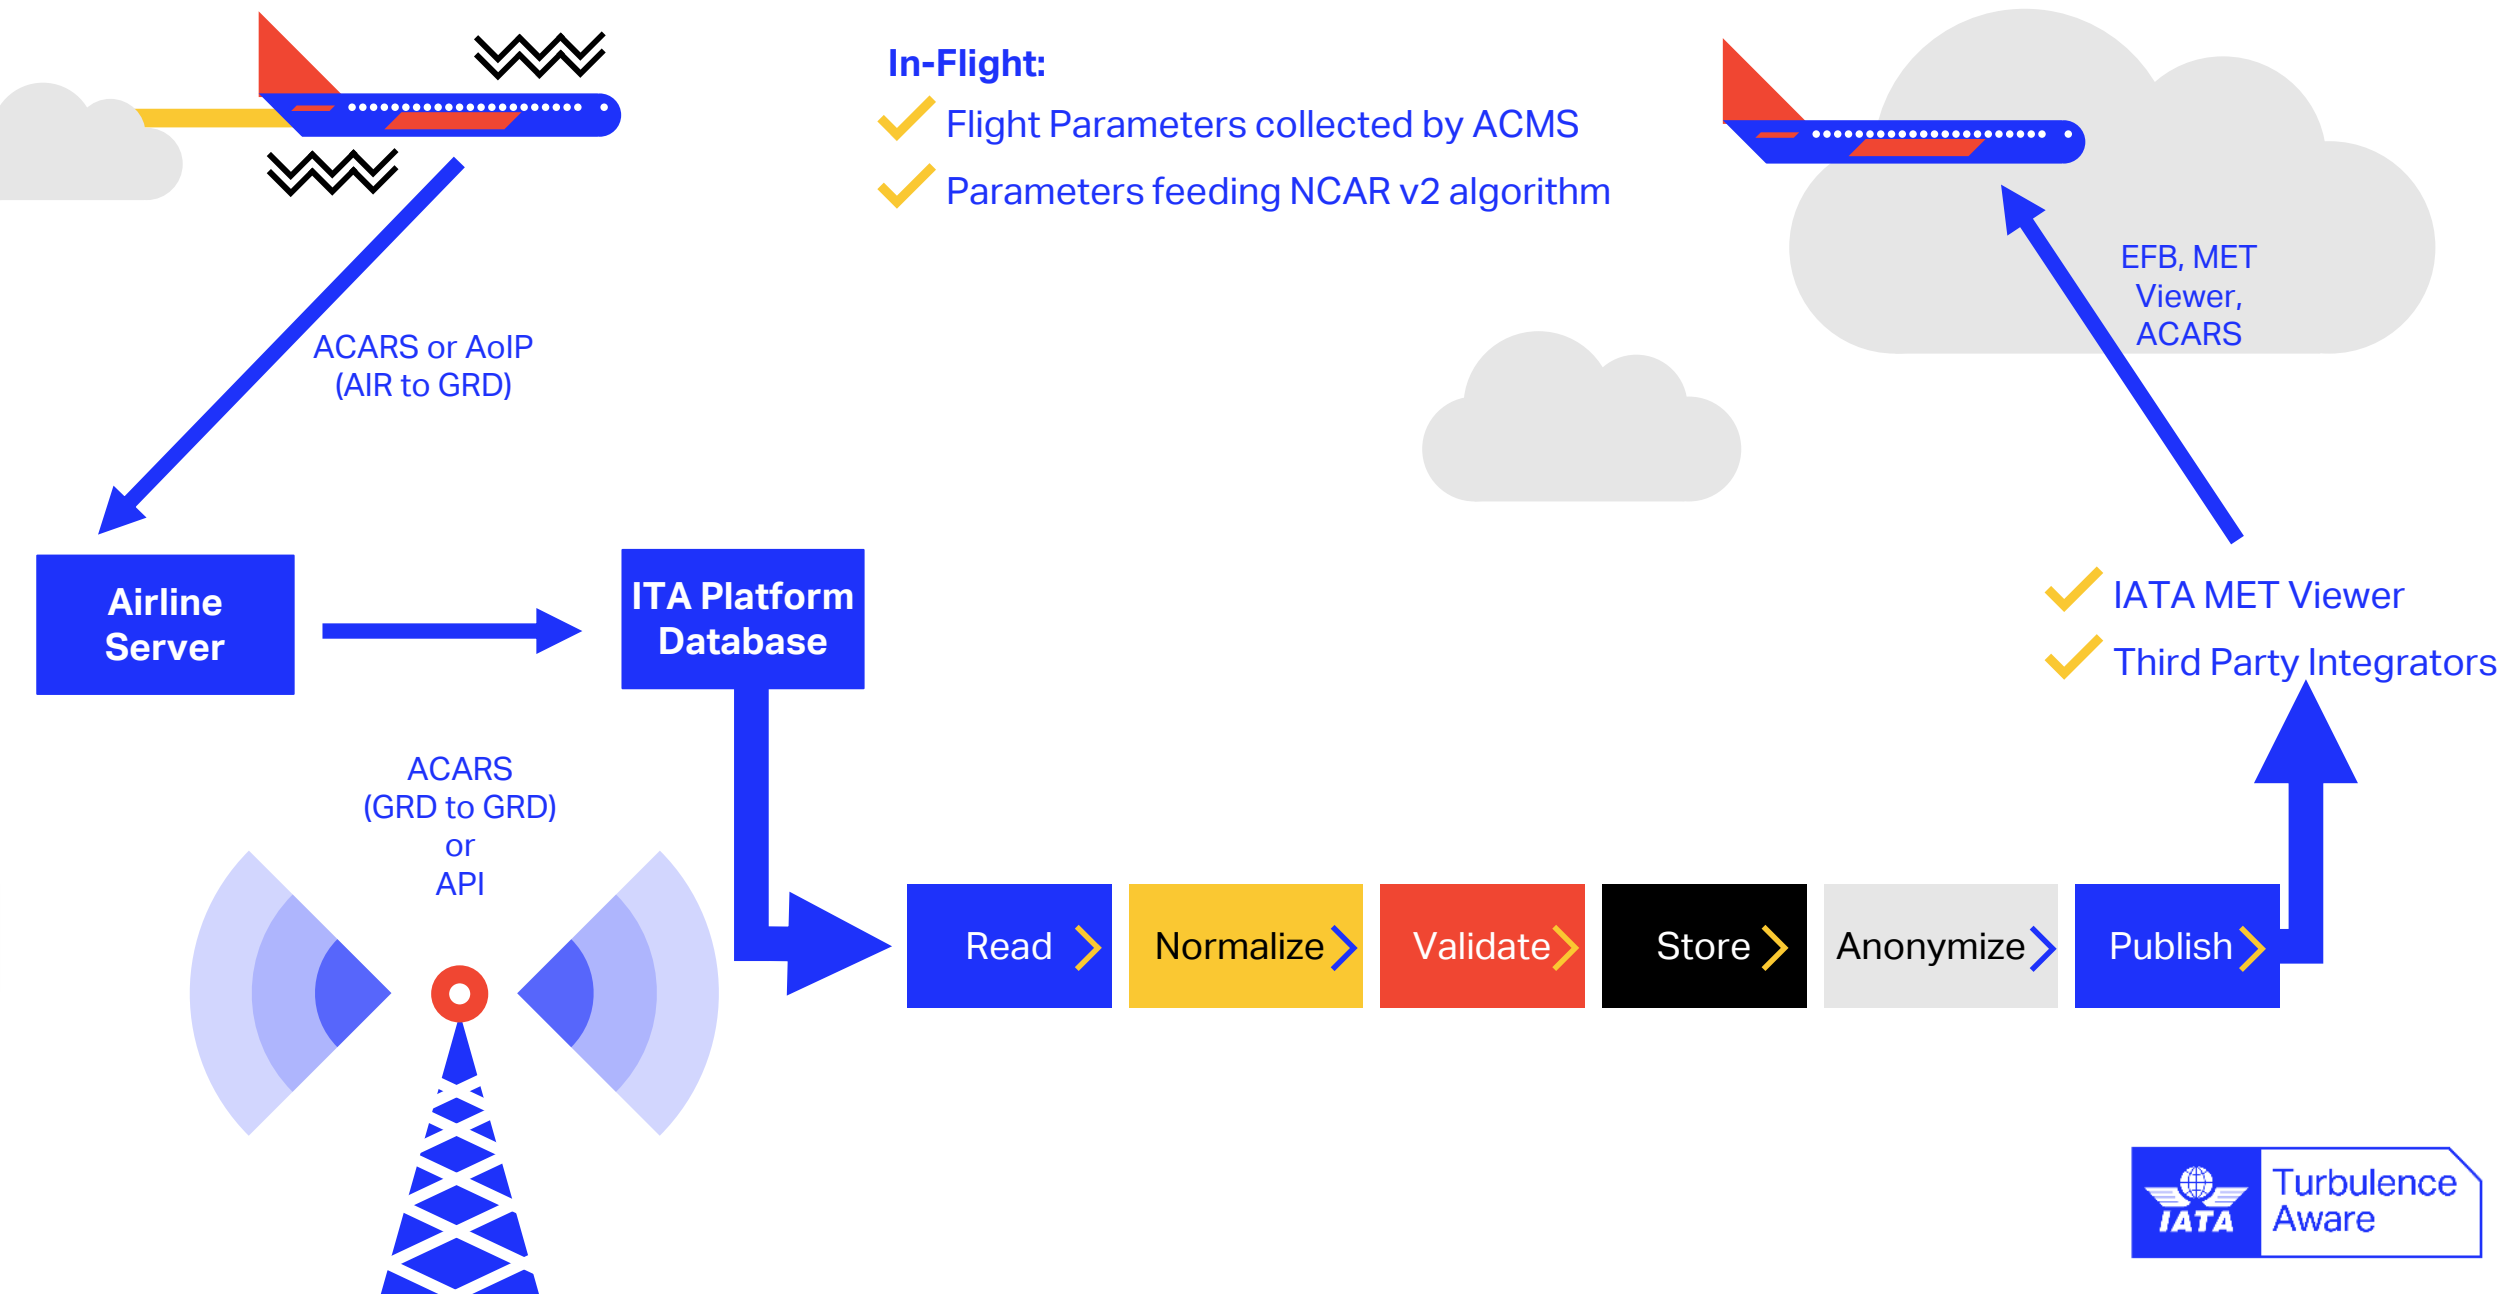 In-Flight:
Flight Parameters collected by ACMS
Parameters feeding NCAR v2 algorithm
ACARS or AoIP
(AIR to GRD)
EFB, MET
Viewer,
ACARS
Airline
Server
ITA Platform
Database
IATA MET Viewer
Third Party Integrators
ACARS
(GRD to GRD)
or
API
Read
Normalize
Validate
Store
Anonymize
Publish
IATA
Turbulence
Aware